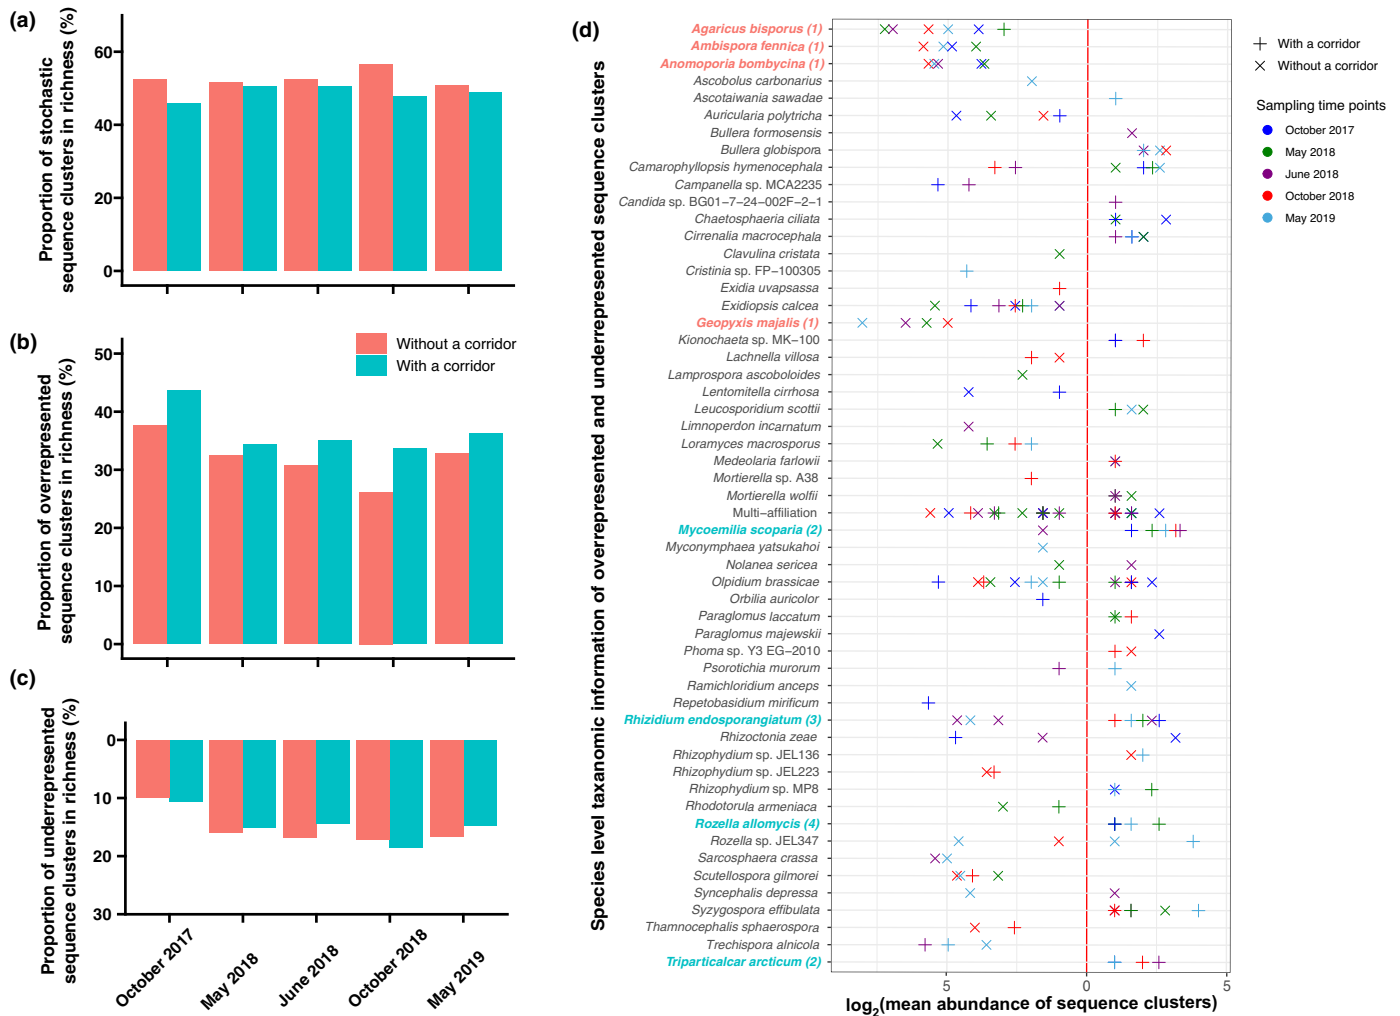 (a)
Proportion of stochastic
sequence clusters in richness (%)
60
40
20
0
(b)
Proportion of overrepresented
sequence clusters in richness (%)
50
40
30
20
10
0
Without a corridor
With a corridor
(c)
Proportion of underrepresented
sequence clusters in richness (%)
0
10
20
30
October 2017
May 2018
June 2018
October 2018
May 2019
(d)
Species level taxanomic information of overrepresented and underrepresented sequence clusters
Agaricus bisporus (1)
Ambispora fennica (1)
Anomoporia bombycina (1)
Ascobolus carbonarius
Ascotaiwania sawadae
Auricularia polytricha
Bullera formosensis
Bullera globispora
Camarophyllopsis hymenocephala
Campanella sp. MCA2235
Candida sp. BG01−7−24−002F−2−1
Chaetosphaeria ciliata
Cirrenalia macrocephala
Clavulina cristata
Cristinia sp. FP−100305
Exidia uvapsassa
Exidiopsis calcea
Geopyxis majalis (1)
Kionochaeta sp. MK−100
Lachnella villosa
Lamprospora ascoboloides
Lentomitella cirrhosa
Leucosporidium scottii
Limnoperdon incarnatum
Loramyces macrosporus
Medeolaria farlowii
Mortierella sp. A38
Mortierella wolfii
Multi−affiliation
Mycoemilia scoparia (2)
Myconymphaea yatsukahoi
Nolanea sericea
Olpidium brassicae
Orbilia auricolor
Paraglomus laccatum
Paraglomus majewskii
Phoma sp. Y3 EG−2010
Psorotichia murorum
Ramichloridium anceps
Repetobasidium mirificum
Rhizidium endosporangiatum (3)
Rhizoctonia zeae
Rhizophydium sp. JEL136
Rhizophydium sp. JEL223
Rhizophydium sp. MP8
Rhodotorula armeniaca
Rozella allomycis (4)
Rozella sp. JEL347
Sarcosphaera crassa
Scutellospora gilmorei
Syncephalis depressa
Syzygospora effibulata
Thamnocephalis sphaerospora
Trechispora alnicola
Triparticalcar arcticum (2)
5
0
5
log2(mean abundance of sequence clusters)
With a corridor
Without a corridor
Sampling time points
October 2017
May 2018
June 2018
October 2018
May 2019